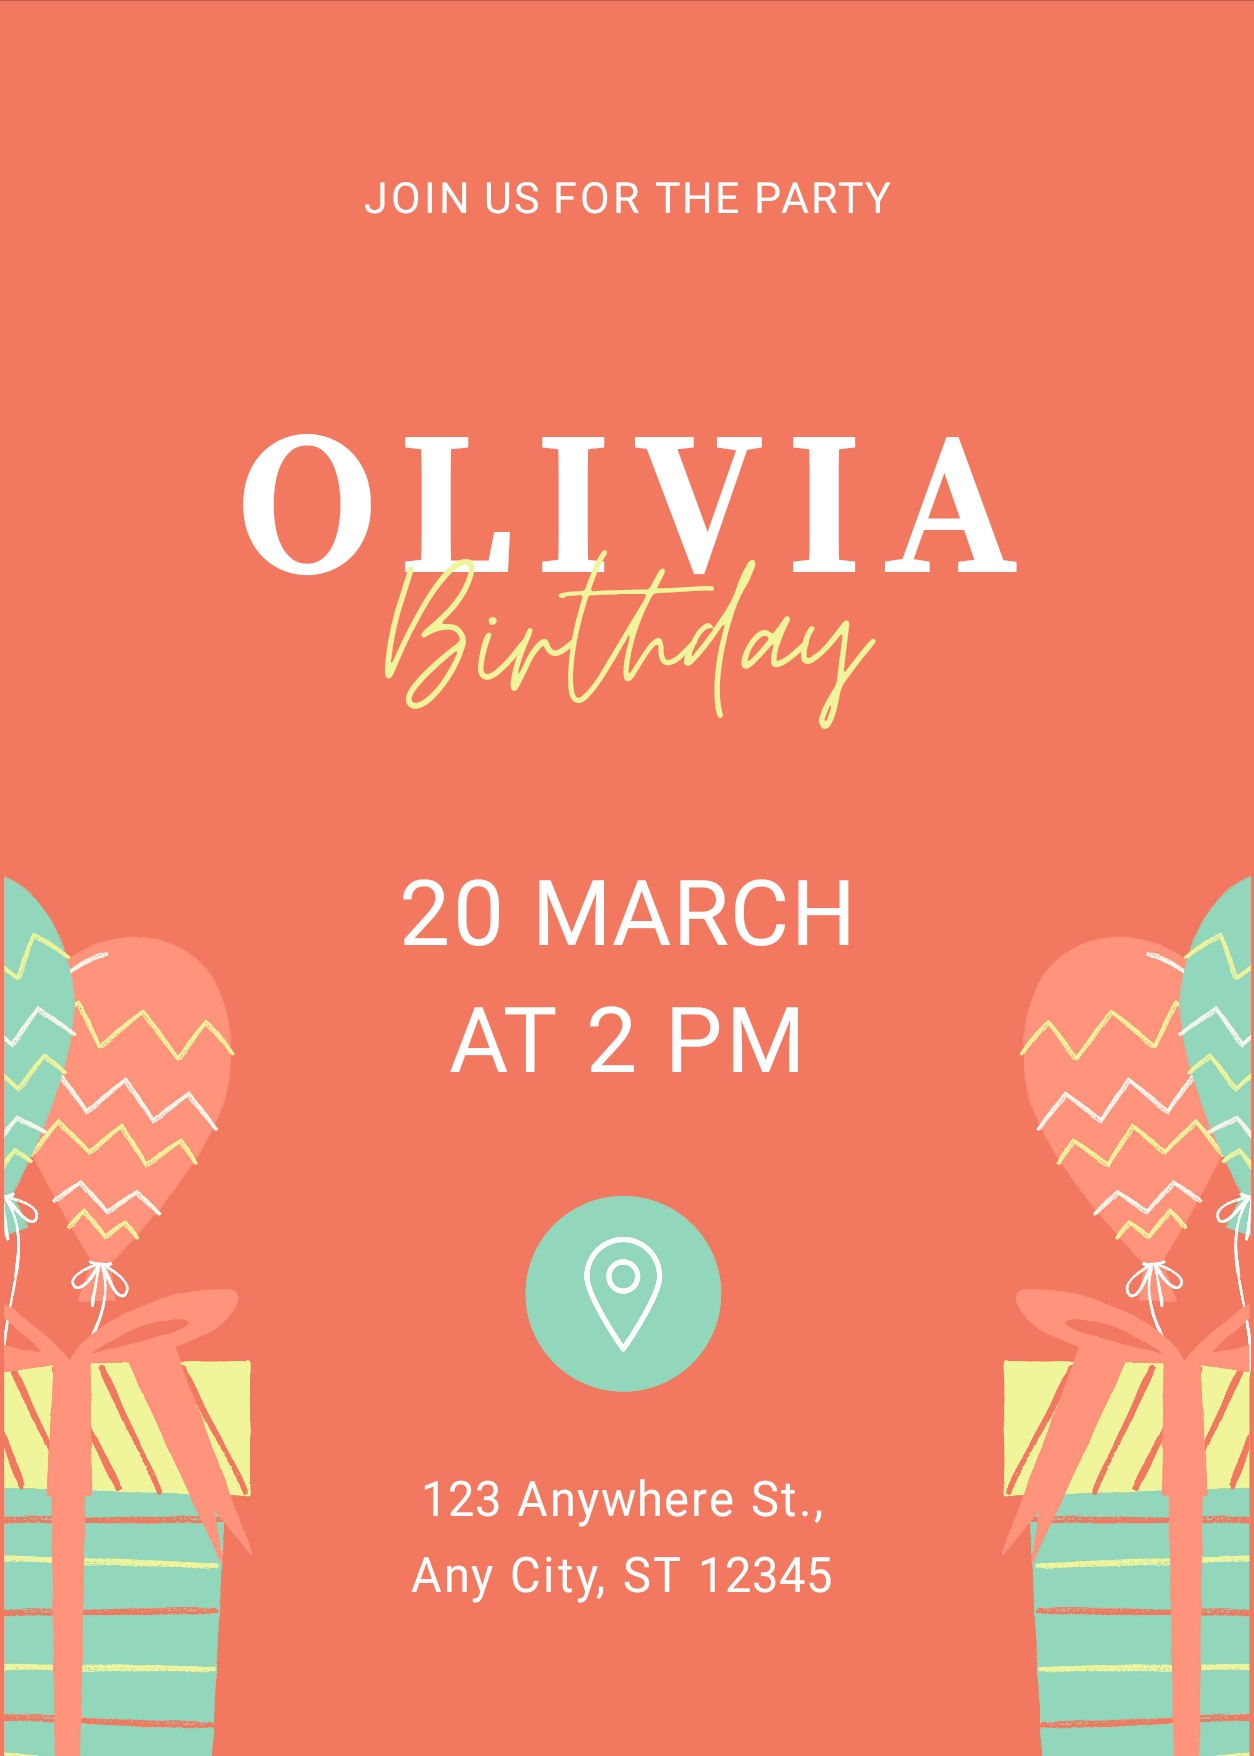 JOIN US FOR THE PARTY
OLIVIA
Birthday
20 MARCH
AT 2 PM
123 Anywhere St.,
Any City, ST 12345